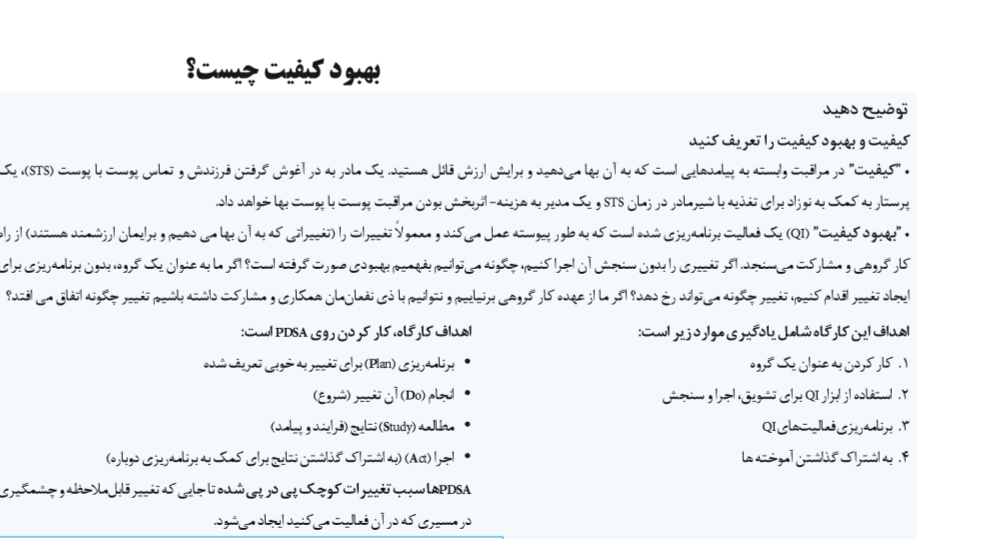 بهبود کیفیت چیست؟
توضیح دهید
کیفیت و بهبود کیفیت را تعریف کنید
• "کیفیت" در مراقبت وابسته به پیامدهایی است که به آن بها می‌دهید و برایش ارزش قائل هستید. یک مادر به در آغوش گرفتن فرزندش و تماس پوست با پوست (STS)، یک
پرستار به کمک به نوزاد برای تغذیه با شیرمادر در زمان STS و یک مدیر به هزینه- اثربخش بودن مراقبت پوست با پوست بها خواهد داد.
• "بهبود کیفیت" (QI) یک فعالیت برنامه‌ریزی شده است که به طور پیوسته عمل می‌کند و معمولاً تغییرات را (تغییراتی که به آن بها می دهیم و برایمان ارزشمند هستند) از
کار گروهی و مشارکت می‌سنجد. اگر تغییری را بدون سنجش آن اجرا کنیم، چگونه می‌توانیم بفهمیم بهبودی صورت گرفته است؟ اگر ما به عنوان یک گروه، بدون برنامه‌ریزی برای
ایجاد تغییر اقدام کنیم، تغییر چگونه می‌تواند رخ دهد؟ اگر ما از عهده کار گروهی برنیاییم و نتوانیم با ذی نفعان‌مان همکاری و مشارکت داشته باشیم تغییر چگونه اتفاق می افتد؟
اهداف این کارگاه شامل یادگیری موارد زیر است:
۱. کار کردن به عنوان یک گروه
۲. استفاده از ابزار QI برای تشویق، اجرا و سنجش
۳. برنامه‌ریزی فعالیت‌های QI
۴. به اشتراک گذاشتن آموخته ها
اهداف کارگاه، کار کردن روی PDSA است:
• برنامه‌ریزی (Plan) برای تغییر به خوبی تعریف شده
• انجام (Do) آن تغییر (شروع)
• مطالعه (Study) نتایج (فرایند و پیامد)
• اجرا (Act) (به اشتراک گذاشتن نتایج برای کمک به برنامه‌ریزی دوباره)
PDSAها سبب تغییرات کوچک پی در پی شده تا جایی که تغییر قابل‌ملاحظه و چشمگیری
در مسیری که در آن فعالیت می‌کنید ایجاد می‌شود.